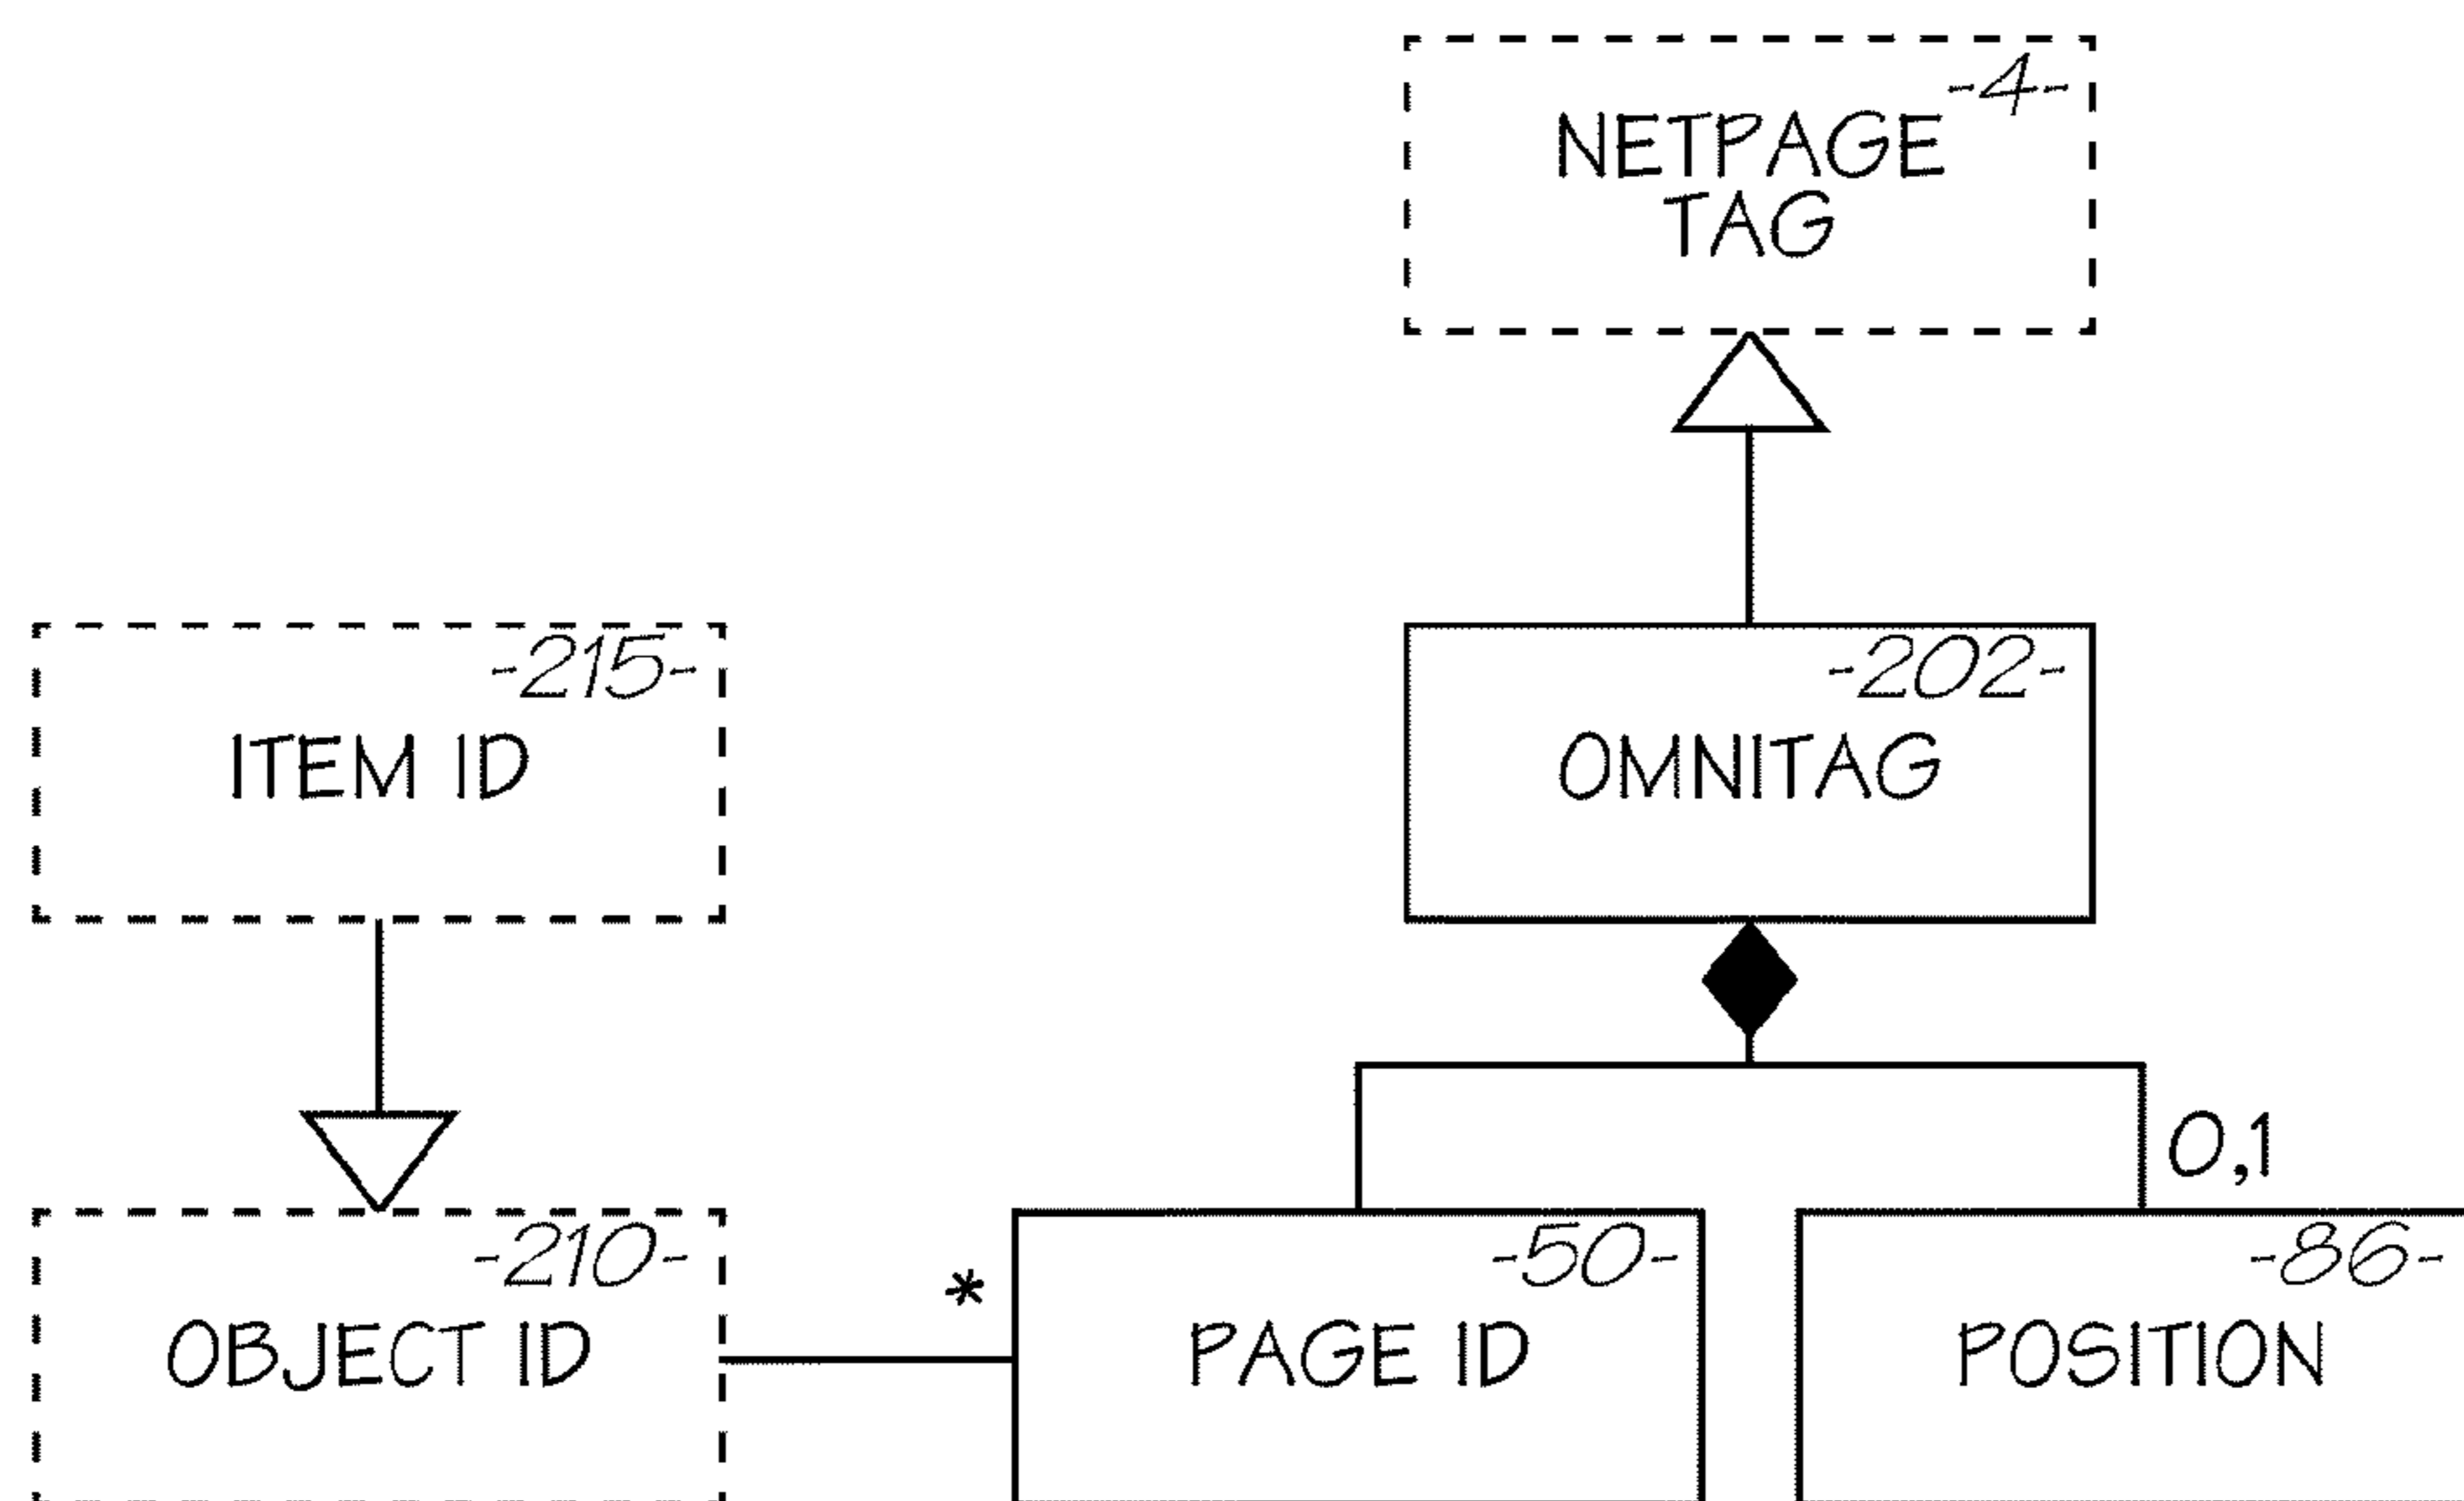 -4-
NETPAGE
TAG
-215-
ITEM ID
-202-
OMNITAG
0,1
-210-
OBJECT ID
*
-50-
PAGE ID
-86-
POSITION